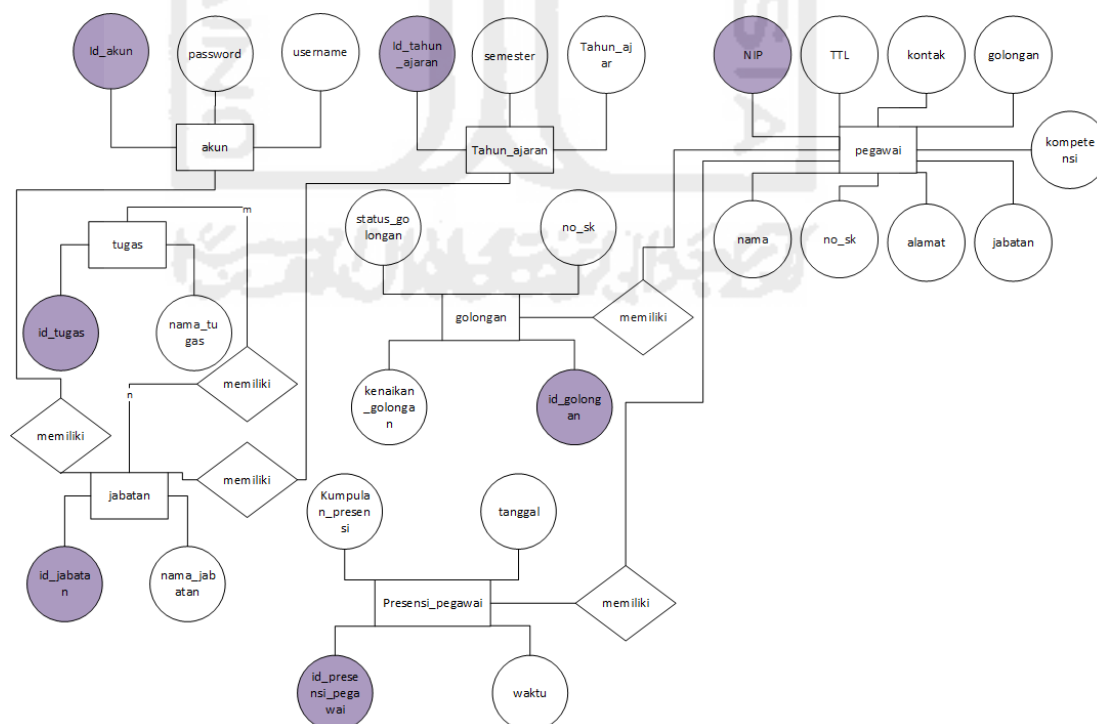 Id_akun
password
username
Id_tahun
_ajaran
semester
Tahun_aj
ar
NIP
TTL
kontak
golongan
akun
Tahun_ajaran
pegawai
kompete
nsi
m
tugas
status_go
longan
no_sk
nama
no_sk
alamat
jabatan
id_tugas
nama_tu
gas
golongan
memiliki
memiliki
n
kenaikan
_golonga
n
id_golong
an
memiliki
memiliki
jabatan
Kumpula
n_presen
si
tanggal
id_jabata
n
nama_jab
atan
Presensi_pegawai
memiliki
id_prese
nsi_pega
wai
waktu